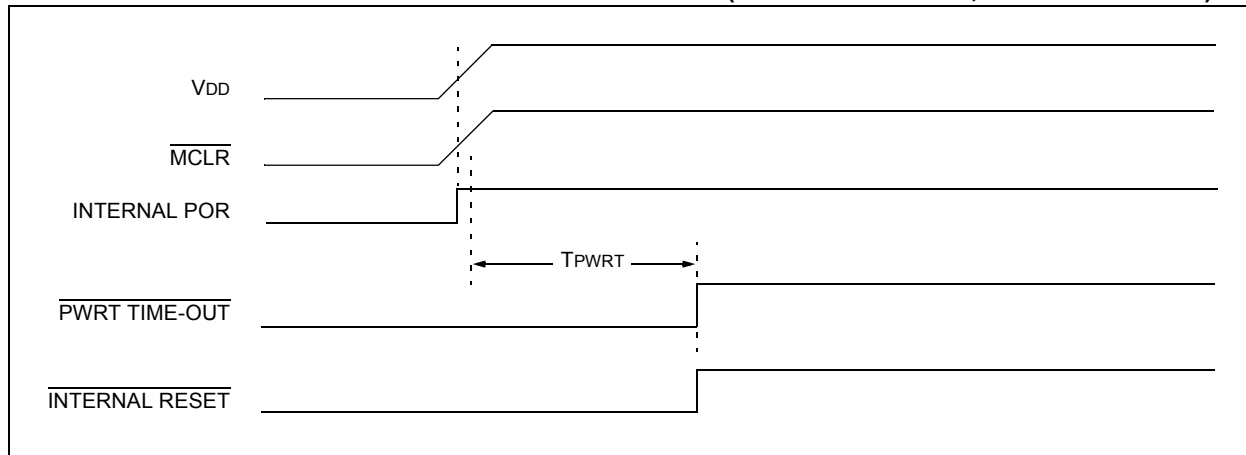 VDD
MCLR
INTERNAL POR
TPWRT
PWRT TIME-OUT
INTERNAL RESET